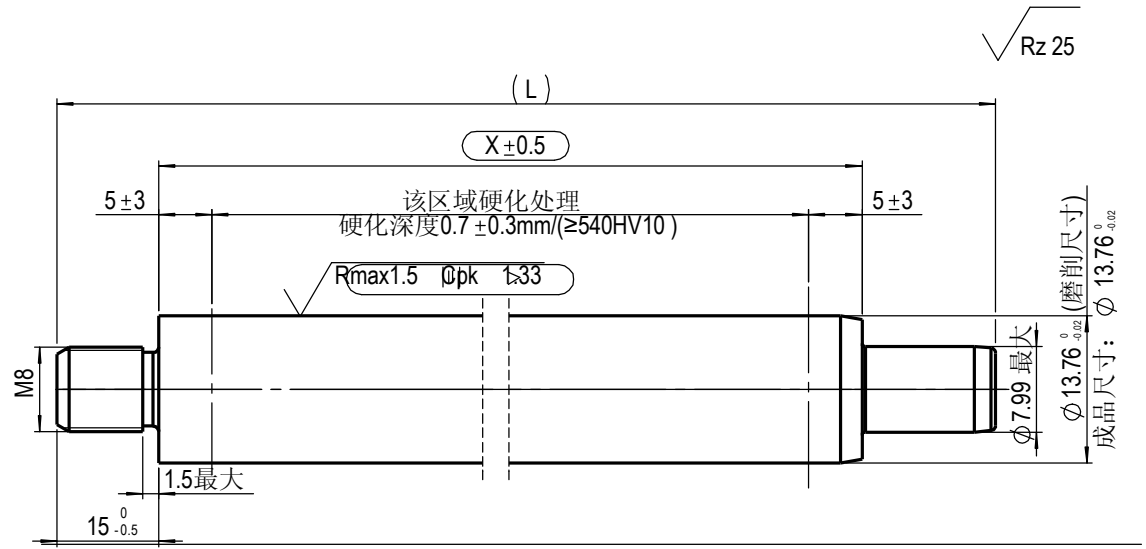 Rz 25
(L)
X ±0.5
5 ±3
该区域硬化处理
5 ±3
硬化深度0.7 ±0.3mm/(≥540HV10 )
Rmax1.5 Cpk 1.33
M8
1.5最大
15 0 -0.5
⌀7.99 最大
⌀13.76 0 -0.02 (磨削尺寸)
成品尺寸: ⌀ 13.76 0 -0.02